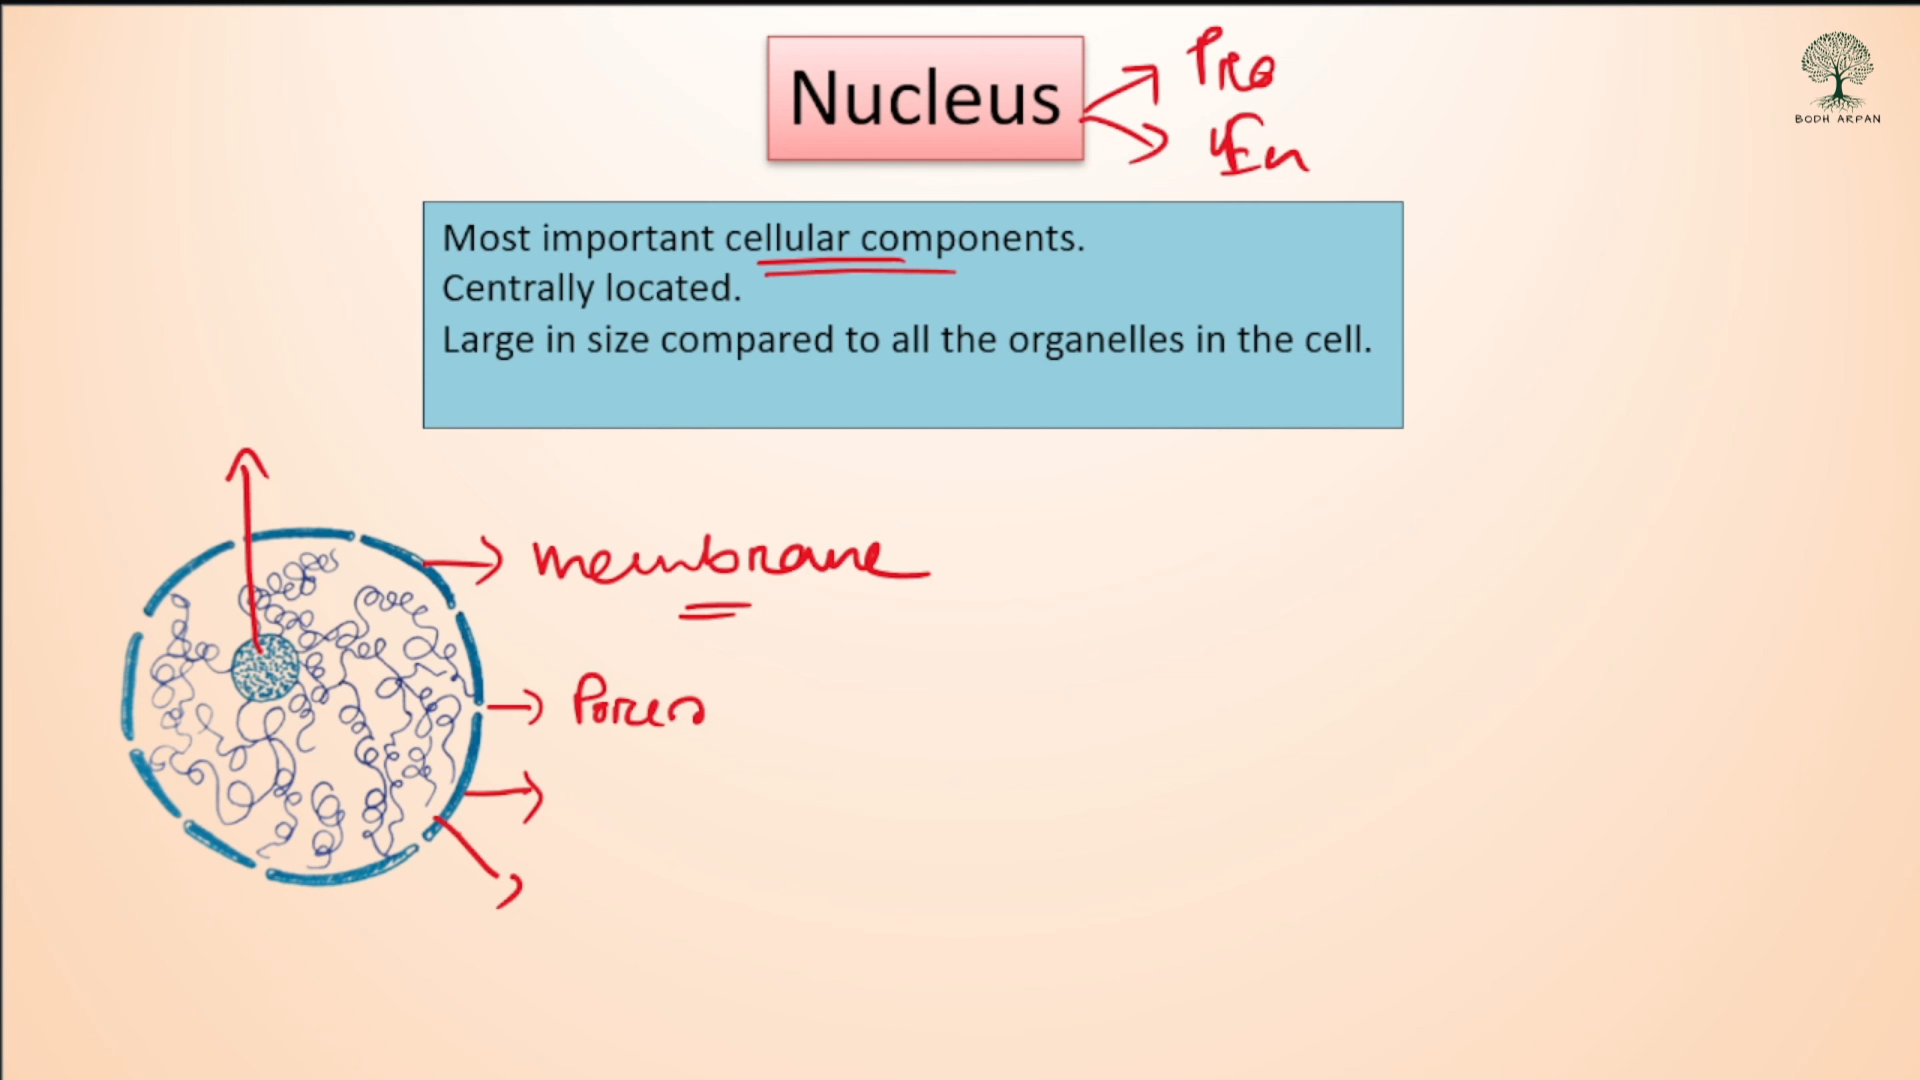 Nucleus
Pro
Eu
BODH ARPAN
Most important cellular components.
Centrally located.
Large in size compared to all the organelles in the cell.
membrane
Pores